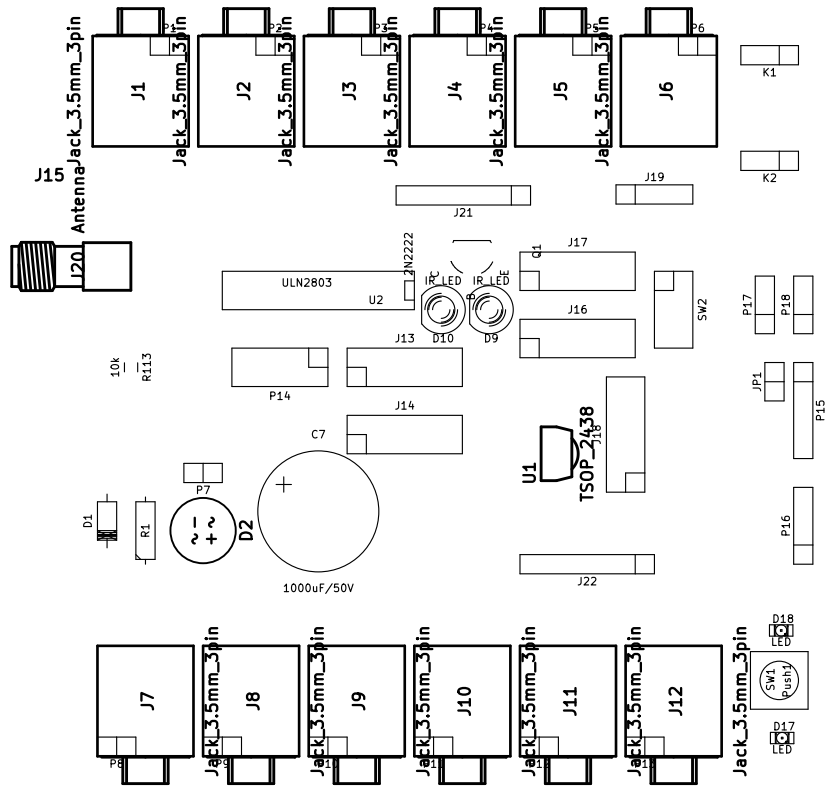 P1
P2
P3
P4
P5
P6
J1
Jack_3.5mm_3pin
J2
Jack_3.5mm_3pin
J3
Jack_3.5mm_3pin
J4
Jack_3.5mm_3pin
J5
Jack_3.5mm_3pin
J6
Jack_3.5mm_3pin
K1
K2
J15
Antenna
J19
J21
J20
2N2222
Q1
J17
C
E
B
IR_LED
IR_LED
ULN2803
U2
D10
D9
J16
SW2
P17
P18
10k
R113
J13
P14
J14
JP1
P15
C7
U1
TSOP_2438
J18
P7
D1
R1
D2
1000uF/50V
P16
J22
D18
LED
J7
Jack_3.5mm_3pin
J8
Jack_3.5mm_3pin
J9
Jack_3.5mm_3pin
J10
Jack_3.5mm_3pin
J11
Jack_3.5mm_3pin
J12
Jack_3.5mm_3pin
SW1
Push1
D17
LED
P8
P9